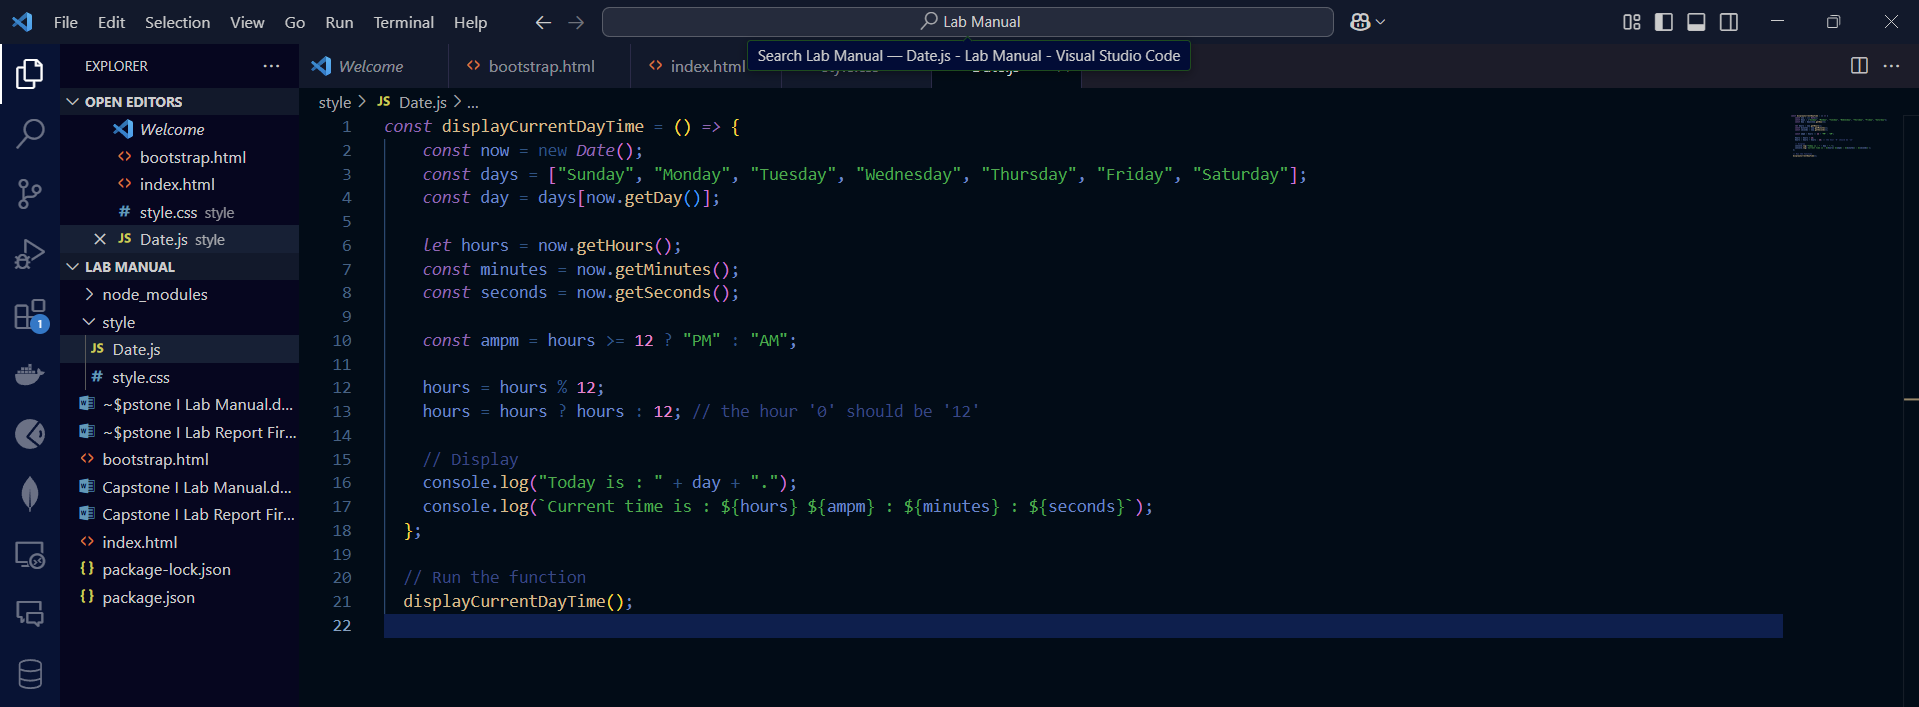 File Edit Selection View Go Run Terminal Help
Lab Manual
Search Lab Manual — Date.js - Lab Manual - Visual Studio Code
EXPLORER
Welcome
bootstrap.html
index.html
OPEN EDITORS
Welcome
bootstrap.html
index.html
style.css style
Date.js style
LAB MANUAL
node_modules
style
Date.js
style.css
~$pstone I Lab Manual.d...
~$pstone I Lab Report Fir...
bootstrap.html
Capstone I Lab Manual.d...
Capstone I Lab Report Fir...
index.html
package-lock.json
package.json
1
style > JS Date.js > ...
1 const displayCurrentDayTime = () => {
2 const now = new Date();
3 const days = ["Sunday", "Monday", "Tuesday", "Wednesday", "Thursday", "Friday", "Saturday"];
4 const day = days[now.getDay()];
5
6 let hours = now.getHours();
7 const minutes = now.getMinutes();
8 const seconds = now.getSeconds();
9
10 const ampm = hours >= 12 ? "PM" : "AM";
11
12 hours = hours % 12;
13 hours = hours ? hours : 12; // the hour '0' should be '12'
14
15 // Display
16 console.log("Today is : " + day + ".");
17 console.log(`Current time is : ${hours} ${ampm} : ${minutes} : ${seconds}`);
18 };
19
20 // Run the function
21 displayCurrentDayTime();
22